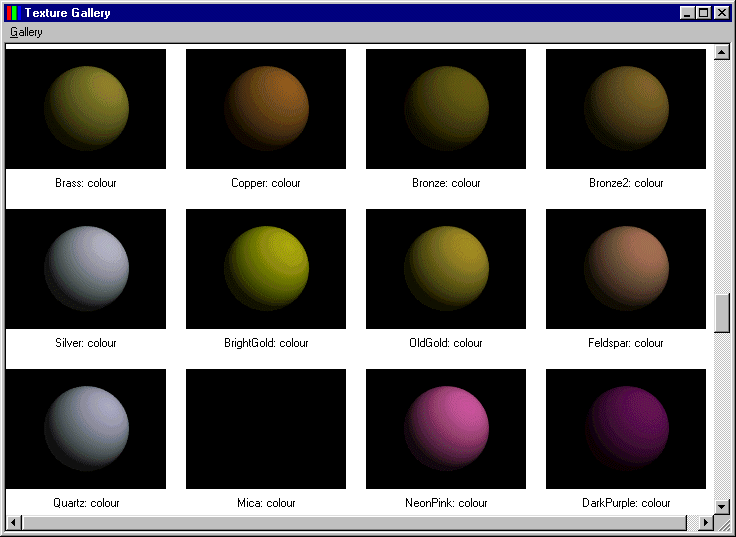 Texture Gallery
Gallery
Brass: colour
Copper: colour
Bronze: colour
Bronze2: colour
Silver: colour
BrightGold: colour
OldGold: colour
Feldspar: colour
Quartz: colour
Mica: colour
NeonPink: colour
DarkPurple: colour